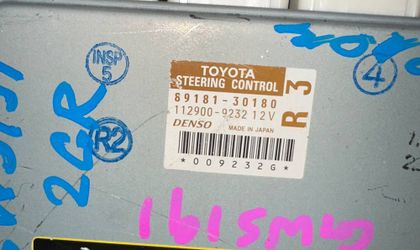 INSP
5
TOYOTA
STEERING CONTROL
89181-30180
112900-9232 12V
DENSO MADE IN JAPAN
*009232G*
R 3
4
2GR
R2
GWS191